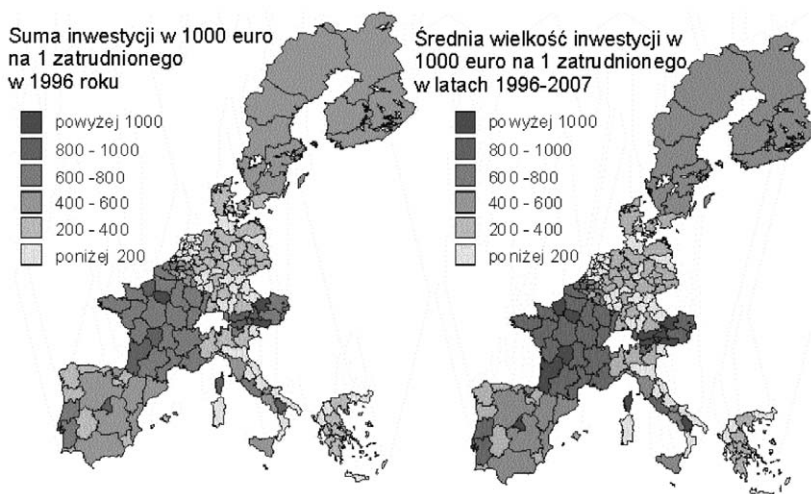 Suma inwestycji w 1000 euro
na 1 zatrudnionego
w 1996 roku
powyżej 1000
800 - 1000
600 -800
400 - 600
200 - 400
poniżej 200
Średnia wielkość inwestycji w
1000 euro na 1 zatrudnionego
w latach 1996-2007
powyżej 1000
800 - 1000
600-800
400 - 600
200 - 400
poniżej 200